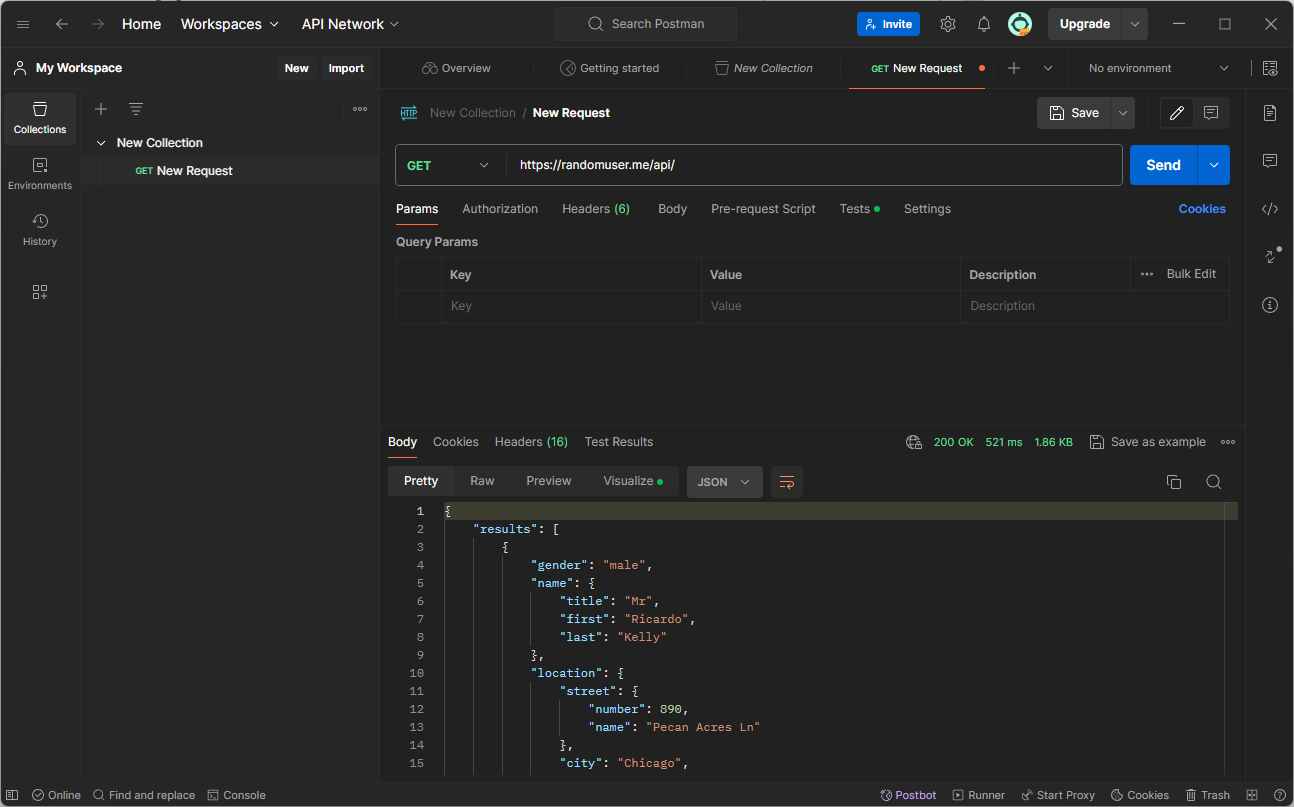 Home Workspaces API Network Search Postman Invite Upgrade
My Workspace New Import Overview Getting started New Collection GET New Request No environment
Collections
Environments
History
New Collection
GET New Request
New Collection / New Request Save
GET https://randomuser.me/api/ Send
Params Authorization Headers (6) Body Pre-request Script Tests Settings Cookies
Query Params
Key Value Description Bulk Edit
Key Value Description
Body Cookies Headers (16) Test Results 200 OK 521 ms 1.86 KB Save as example
Pretty Raw Preview Visualize JSON
1 {
2 "results": [
3 {
4 "gender": "male",
5 "name": {
6 "title": "Mr",
7 "first": "Ricardo",
8 "last": "Kelly"
9 },
10 "location": {
11 "street": {
12 "number": 890,
13 "name": "Pecan Acres Ln"
14 },
15 "city": "Chicago",
Online Find and replace Console Postbot Runner Start Proxy Cookies Trash